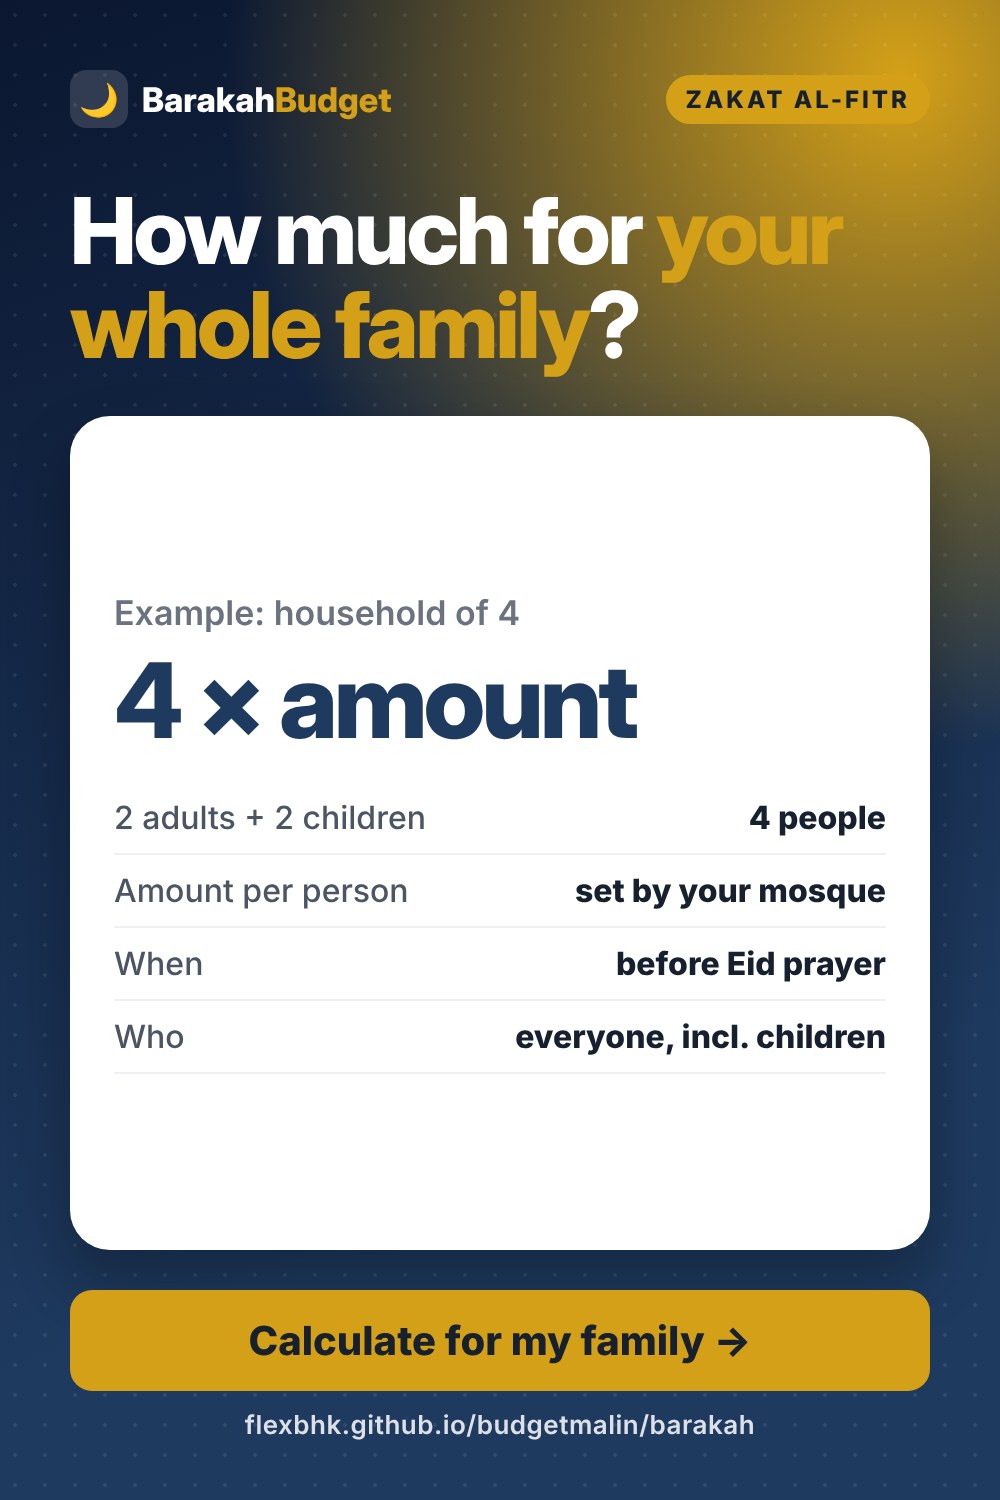 BarakahBudget
ZAKAT AL-FITR
How much for your
whole family?
Example: household of 4
4 × amount
2 adults + 2 children 4 people
Amount per person set by your mosque
When before Eid prayer
Who everyone, incl. children
Calculate for my family →
flexbhk.github.io/budgetmalin/barakah